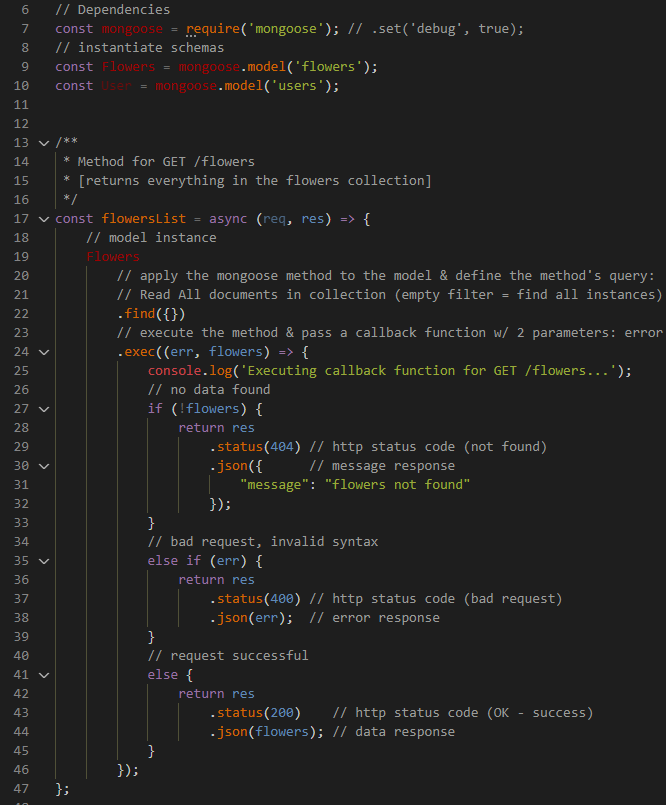 6 // Dependencies
7 const mongoose = require('mongoose'); // .set('debug', true);
8 // instantiate schemas
9 const Flowers = mongoose.model('flowers');
10 const User = mongoose.model('users');
11
12
13 /**
14  * Method for GET /flowers
15  * [returns everything in the flowers collection]
16  */
17 const flowersList = async (req, res) => {
18     // model instance
19     Flowers
20         // apply the mongoose method to the model & define the method's query:
21         // Read All documents in collection (empty filter = find all instances)
22         .find({})
23         // execute the method & pass a callback function w/ 2 parameters: error
24         .exec((err, flowers) => {
25             console.log('Executing callback function for GET /flowers...');
26             // no data found
27             if (!flowers) {
28                 return res
29                     .status(404) // http status code (not found)
30                     .json({      // message response
31                         "message": "flowers not found"
32                     });
33             }
34             // bad request, invalid syntax
35             else if (err) {
36                 return res
37                     .status(400) // http status code (bad request)
38                     .json(err);  // error response
39             }
40             // request successful
41             else {
42                 return res
43                     .status(200)    // http status code (OK - success)
44                     .json(flowers); // data response
45             }
46         });
47 };